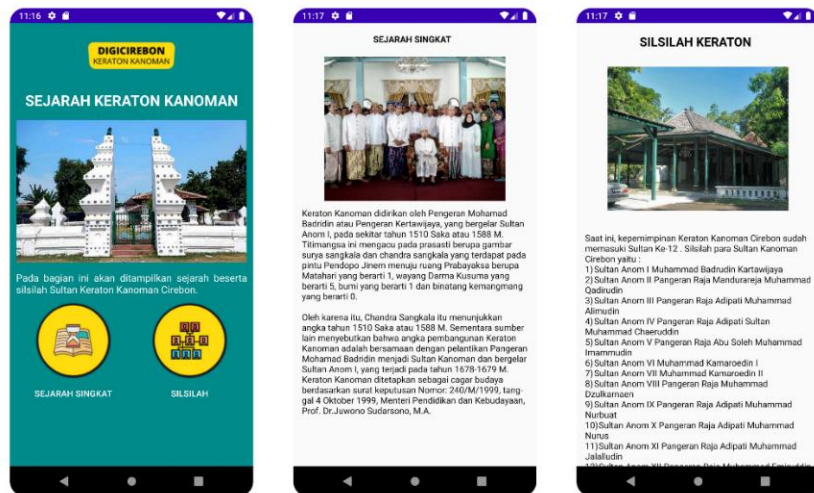 11:16
DIGICIREBON
KERATON KANOMAN
SEJARAH KERATON KANOMAN
Pada bagian ini akan ditampilkan sejarah beserta
silsilah Sultan Keraton Kanoman Cirebon.
SEJARAH SINGKAT
SILSILAH
11:17
SEJARAH SINGKAT
Keraton Kanoman didirikan oleh Pengeran Mohamad
Badridin atau Pengeran Kertawijaya, yang bergelar Sultan
Anom I, pada sekitar tahun 1510 Saka atau 1588 M.
Titimangsa ini mengacu pada prasasti berupa gambar
surya sangkala dan chandra sangkala yang terdapat pada
pintu Pendopo Jinem menuju ruang Prabayaksa berupa
Matahari yang berarti 1, wayang Darma Kusuma yang
berarti 5, bumi yang berarti 1 dan binatang kemangmang
yang berarti 0.
Oleh karena itu, Chandra Sangkala itu menunjukkan
angka tahun 1510 Saka atau 1588 M. Sementara sumber
lain menyebutkan bahwa angka pembangunan Keraton
Kanoman adalah bersamaan dengan pelantikan Pangeran
Mohamad Badridin menjadi Sultan Kanoman dan bergelar
Sultan Anom I, yang terjadi pada tahun 1678-1679 M.
Keraton Kanoman ditetapkan sebagai cagar budaya
berdasarkan surat keputusan Nomor: 240/M/1999, tang-
gal 4 Oktober 1999, Menteri Pendidikan dan Kebudayaan,
Prof. Dr.Juwono Sudarsono, M.A.
11:17
SILSILAH KERATON
Saat ini, kepemimpinan Keraton Kanoman Cirebon sudah
memasuki Sultan Ke-12 . Silsilah para Sultan Kanoman
Cirebon yaitu :
1) Sultan Anom I Muhammad Badrudin Kartawijaya
2) Sultan Anom II Pangeran Raja Mandurareja Muhammad
Qadirudin
3) Sultan Anom III Pangeran Raja Adipati Muhammad
Alimudin
4) Sultan Anom IV Pangeran Raja Adipati Sultan
Muhammad Chaeruddin
5) Sultan Anom V Pangeran Raja Abu Soleh Muhammad
Imammudin
6) Sultan Anom VI Muhammad Kamaroedin I
7) Sultan Anom VII Muhammad Kamaroedin II
8) Sultan Anom VIII Pangeran Raja Muhammad
Dzulkarnaen
9) Sultan Anom IX Pangeran Raja Adipati Muhammad
Nurbuat
10)Sultan Anom X Pangeran Raja Adipati Muhammad
Nurus
11)Sultan Anom XI Pangeran Raja Adipati Muhammad
Jalalludin
12)Sultan Anom XII Pangeran Raja Muhammad Emiruddin